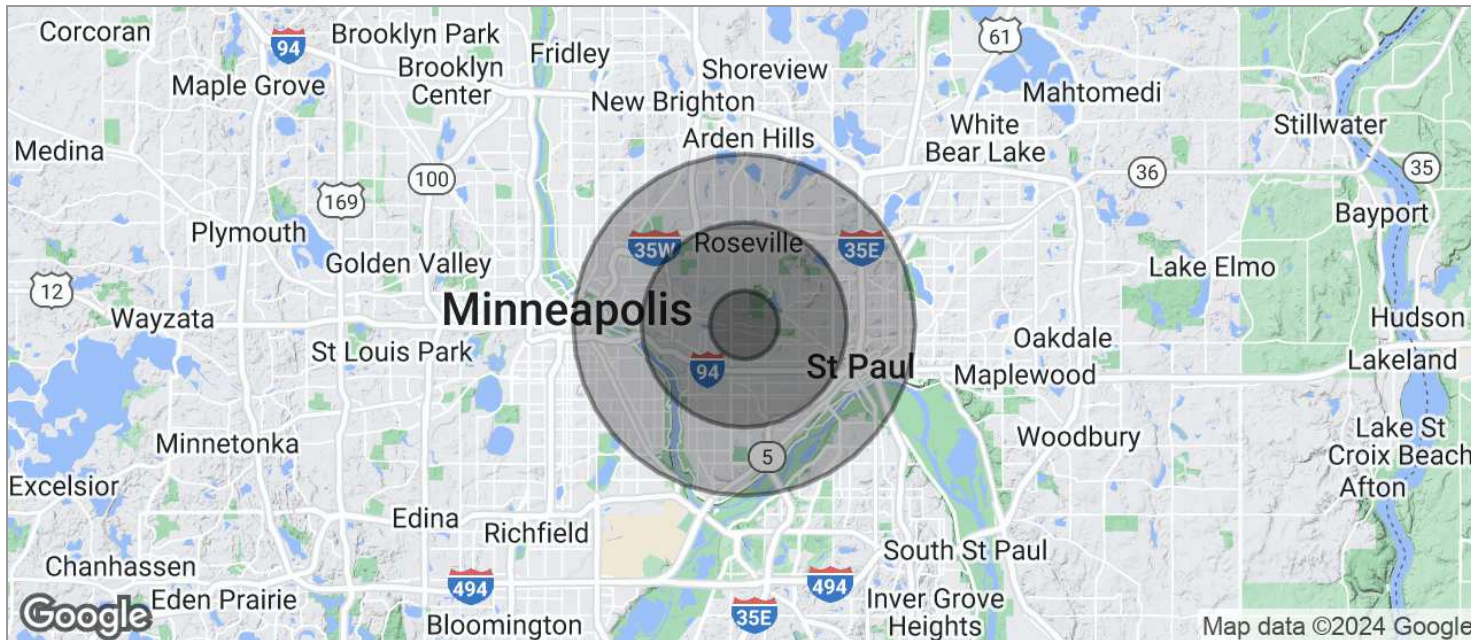 Corcoran
94
Brooklyn Park
Fridley
61
Maple Grove
Brooklyn
Center
Shoreview
New Brighton
Mahtomedi
Arden Hills
White
Bear Lake
Stillwater
Medina
100
36
35
169
Bayport
Plymouth
35W
Roseville
35E
Golden Valley
Lake Elmo
12
Wayzata
Minneapolis
Hudson
St Louis Park
Oakdale
94
St Paul
Maplewood
Lakeland
Minnetonka
5
Woodbury
Lake St
Croix Beach
Excelsior
Afton
Edina
Richfield
South St Paul
Chanhassen
494
494
Eden Prairie
35E
Inver Grove
Heights
Google
Bloomington
Map data ©2024 Google